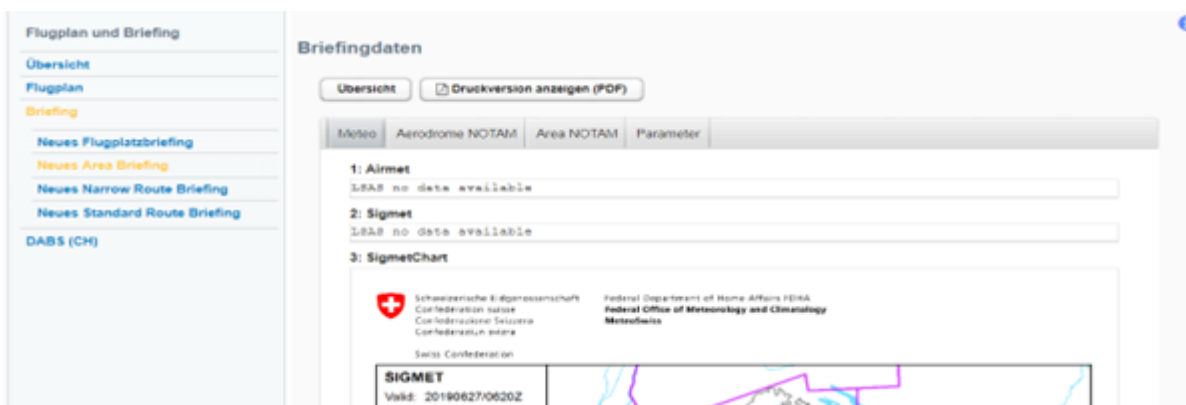 Flugplan und Briefing
Übersicht
Flugplan
Briefing
Neues Flugplatzbriefing
Neues Area Briefing
Neues Narrow Route Briefing
Neues Standard Route Briefing
DABS (CH)
Briefingdaten
Übersicht
Druckversion anzeigen (PDF)
Meteo
Aerodrome NOTAM
Area NOTAM
Parameter
1: Airmet
LSAS no data available
2: Sigmet
LSAS no data available
3: SigmetChart
Schweizerische Eidgenossenschaft
Confédération suisse
Confederazione Svizzera
Confederaziun svizra
Swiss Confederation
Federal Department of Home Affairs FDHA
Federal Office of Meteorology and Climatology
MeteoSwiss
SIGMET
Valid: 20190627/0620Z